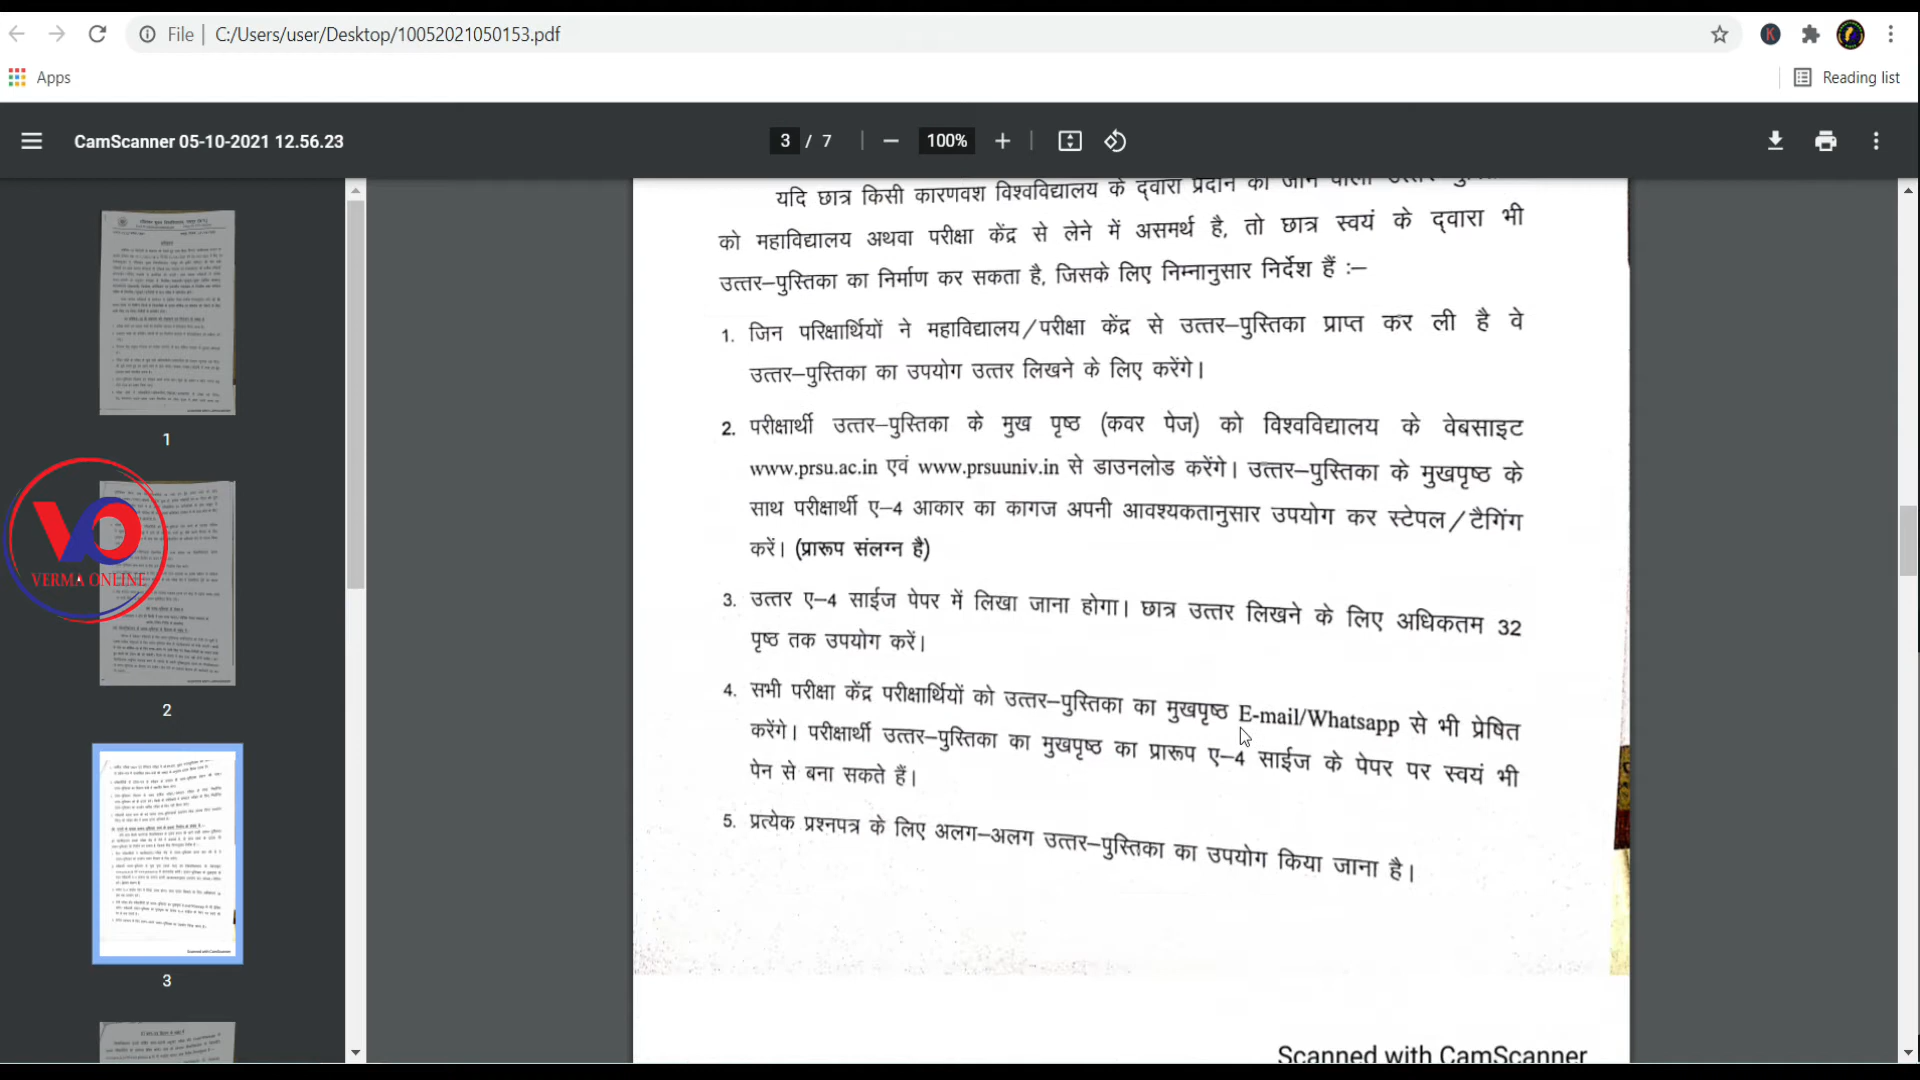 File C:/Users/user/Desktop/10052021050153.pdf
K
Apps
Reading list
CamScanner 05-10-2021 12.56.23
3 / 7
100%
यदि छात्र किसी कारणवश विश्वविद्यालय के द्वारा प्रदान की जाने वाली
को महाविद्यालय अथवा परीक्षा केंद्र से लेने में असमर्थ है, तो छात्र स्वयं के द्वारा भी
उत्तर–पुस्तिका का निर्माण कर सकता है, जिसके लिए निम्नानुसार निर्देश हैं :–
1. जिन परिक्षार्थियों ने महाविद्यालय/परीक्षा केंद्र से उत्तर–पुस्तिका प्राप्त कर ली है वे
उत्तर–पुस्तिका का उपयोग उत्तर लिखने के लिए करेंगे।
2. परीक्षार्थी उत्तर–पुस्तिका के मुख पृष्ठ (कवर पेज) को विश्वविद्यालय के वेबसाइट
www.prsu.ac.in एवं www.prsuuniv.in से डाउनलोड करेंगे। उत्तर–पुस्तिका के मुखपृष्ठ के
साथ परीक्षार्थी ए–4 आकार का कागज अपनी आवश्यकतानुसार उपयोग कर स्टेपल/टैगिंग
करें। (प्रारूप संलग्न है)
3. उत्तर ए–4 साईज पेपर में लिखा जाना होगा। छात्र उत्तर लिखने के लिए अधिकतम 32
पृष्ठ तक उपयोग करें।
4. सभी परीक्षा केंद्र परीक्षार्थियों को उत्तर–पुस्तिका का मुखपृष्ठ E-mail/Whatsapp से भी प्रेषित
करेंगे। परीक्षार्थी उत्तर–पुस्तिका का मुखपृष्ठ का प्रारूप ए–4 साईज के पेपर पर स्वयं भी
पेन से बना सकते हैं।
5. प्रत्येक प्रश्नपत्र के लिए अलग–अलग उत्तर–पुस्तिका का उपयोग किया जाना है।
Scanned with CamScanner
1
VO
VERMA ONLINE
2
3